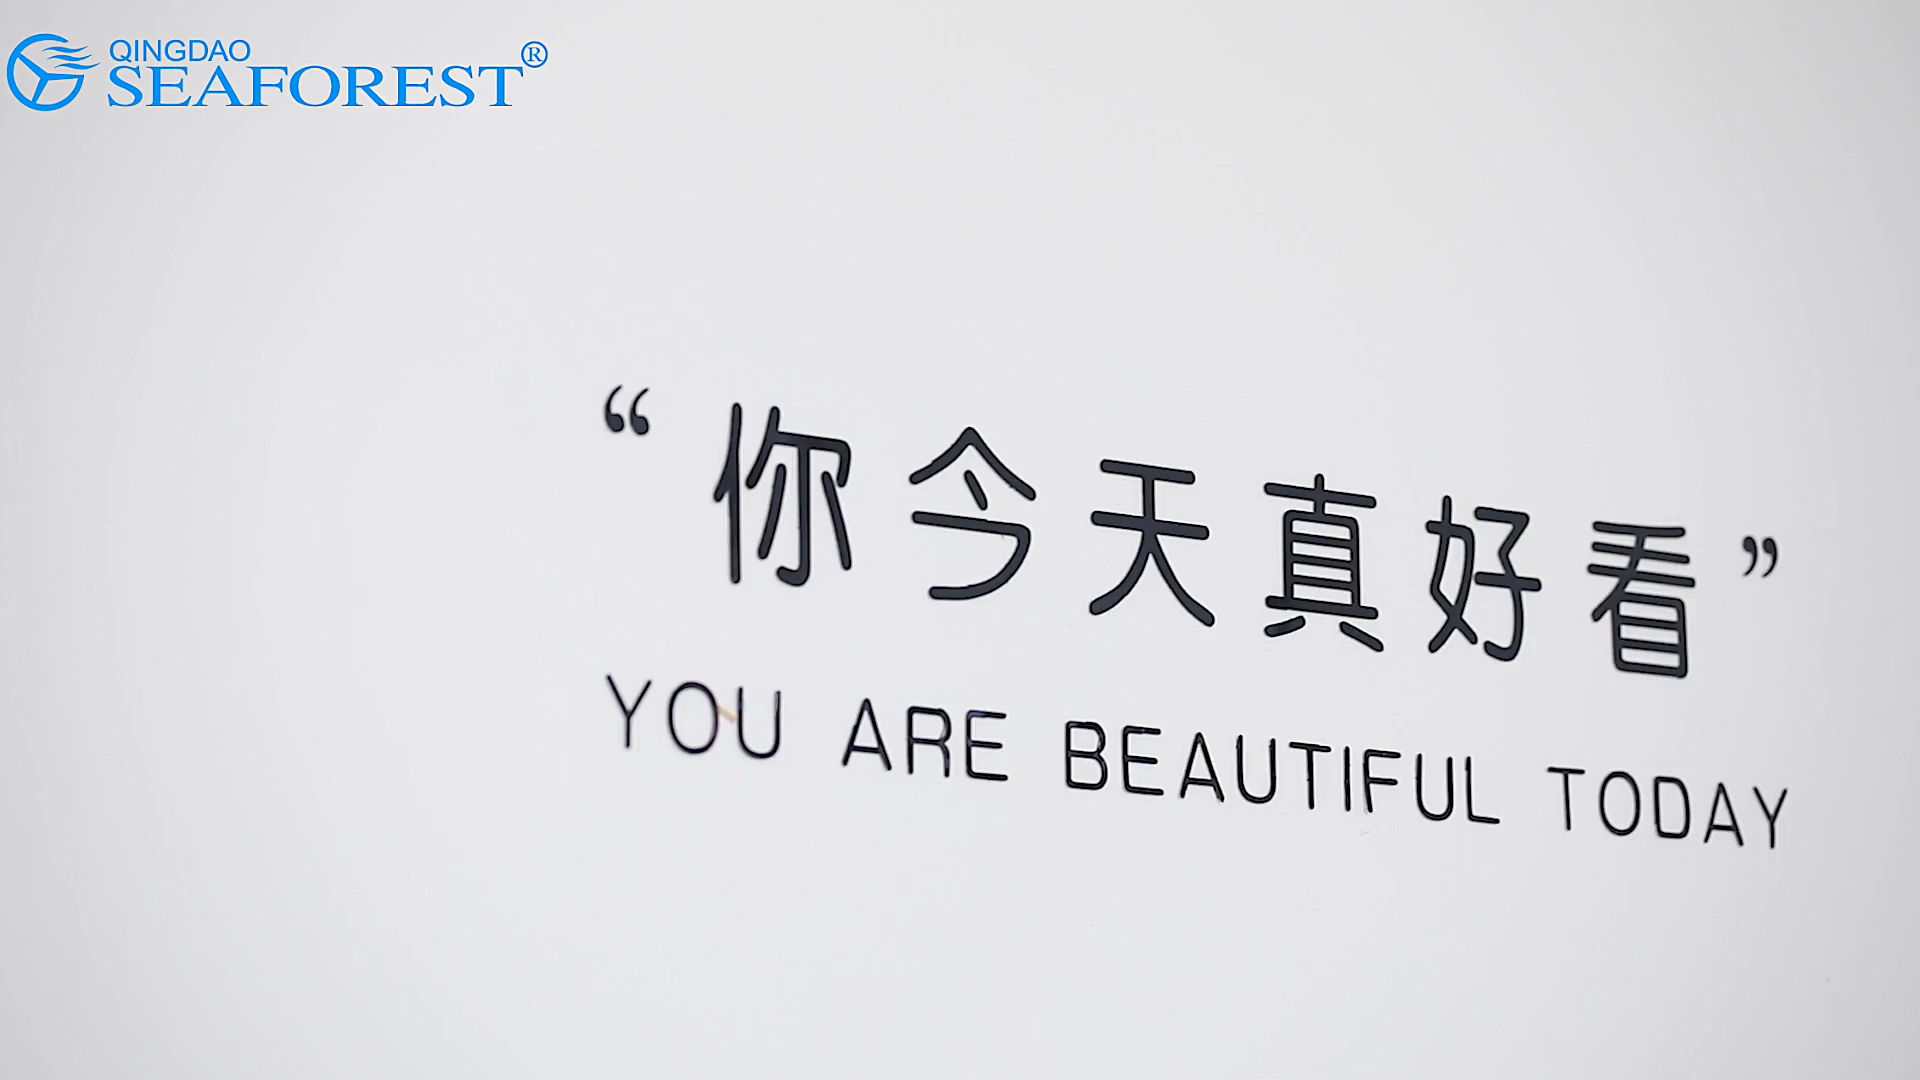 QINGDAO
SEAFOREST®
“你今天真好看”
YOU ARE BEAUTIFUL TODAY